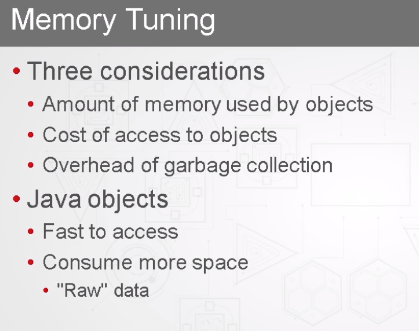 Memory Tuning
• Three considerations
• Amount of memory used by objects
• Cost of access to objects
• Overhead of garbage collection
• Java objects
• Fast to access
• Consume more space
• "Raw" data